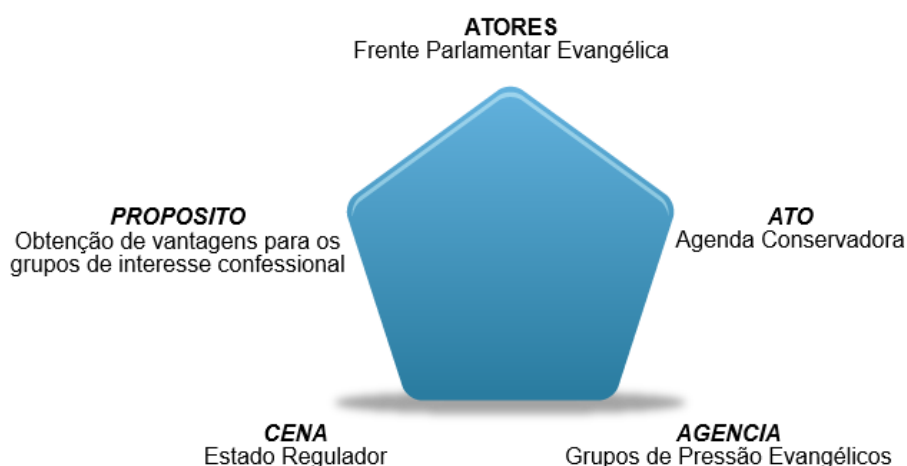 ATORES
Frente Parlamentar Evangélica
PROPOSITO
Obtenção de vantagens para os
grupos de interesse confessional
ATO
Agenda Conservadora
CENA
Estado Regulador
AGENCIA
Grupos de Pressão Evangélicos